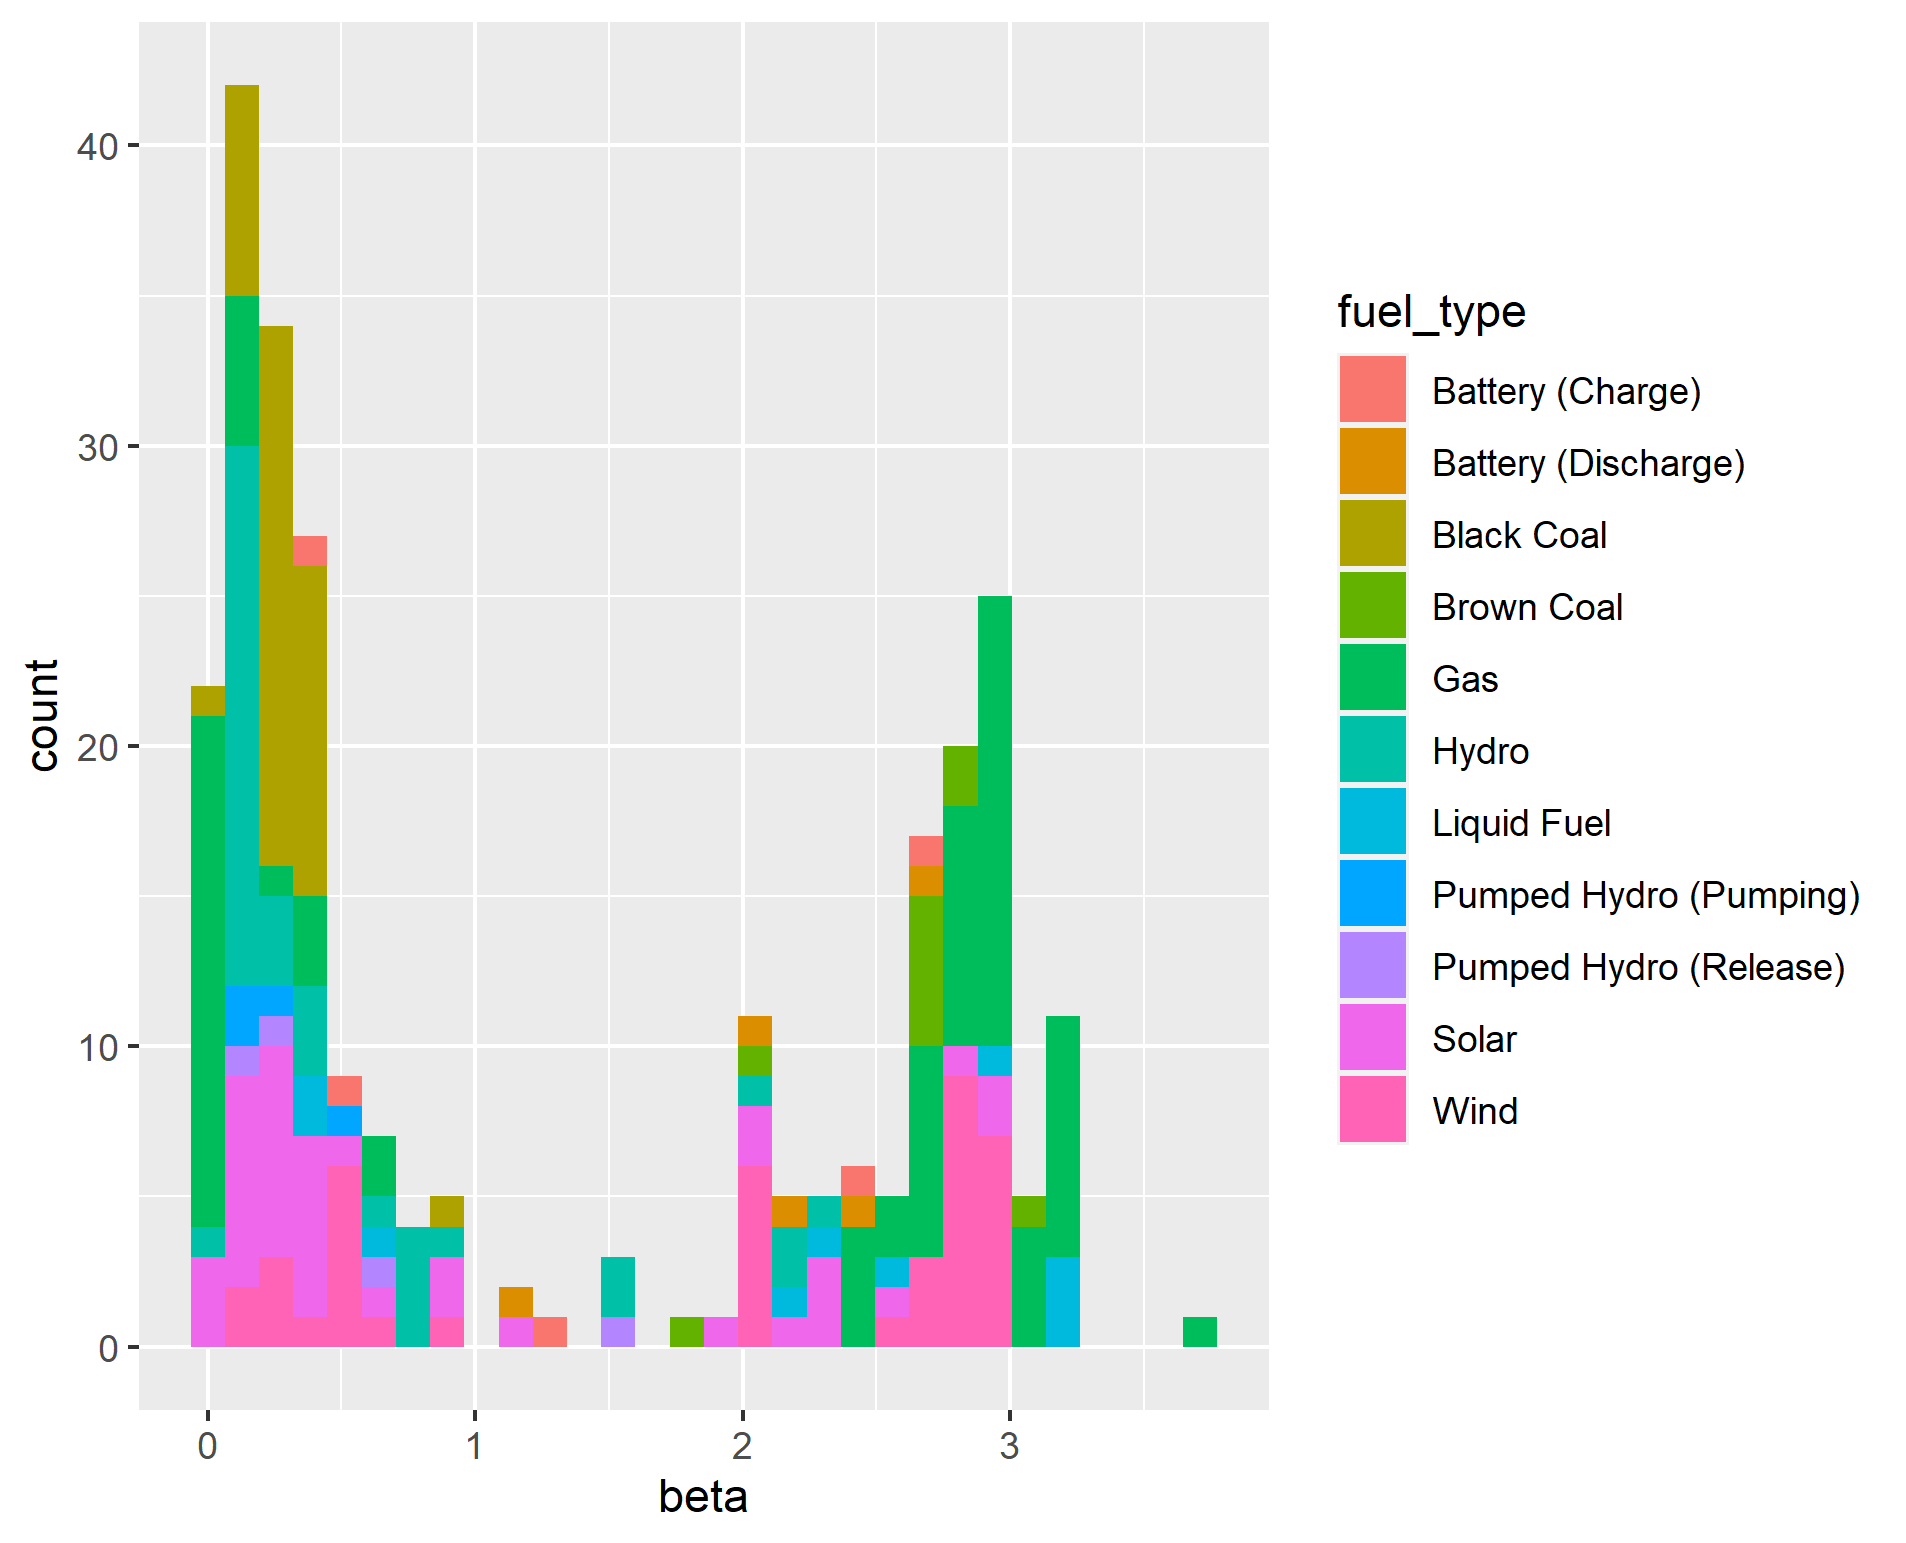 40
30
20
10
0
count
0 1 2 3
beta
fuel_type
Battery (Charge)
Battery (Discharge)
Black Coal
Brown Coal
Gas
Hydro
Liquid Fuel
Pumped Hydro (Pumping)
Pumped Hydro (Release)
Solar
Wind